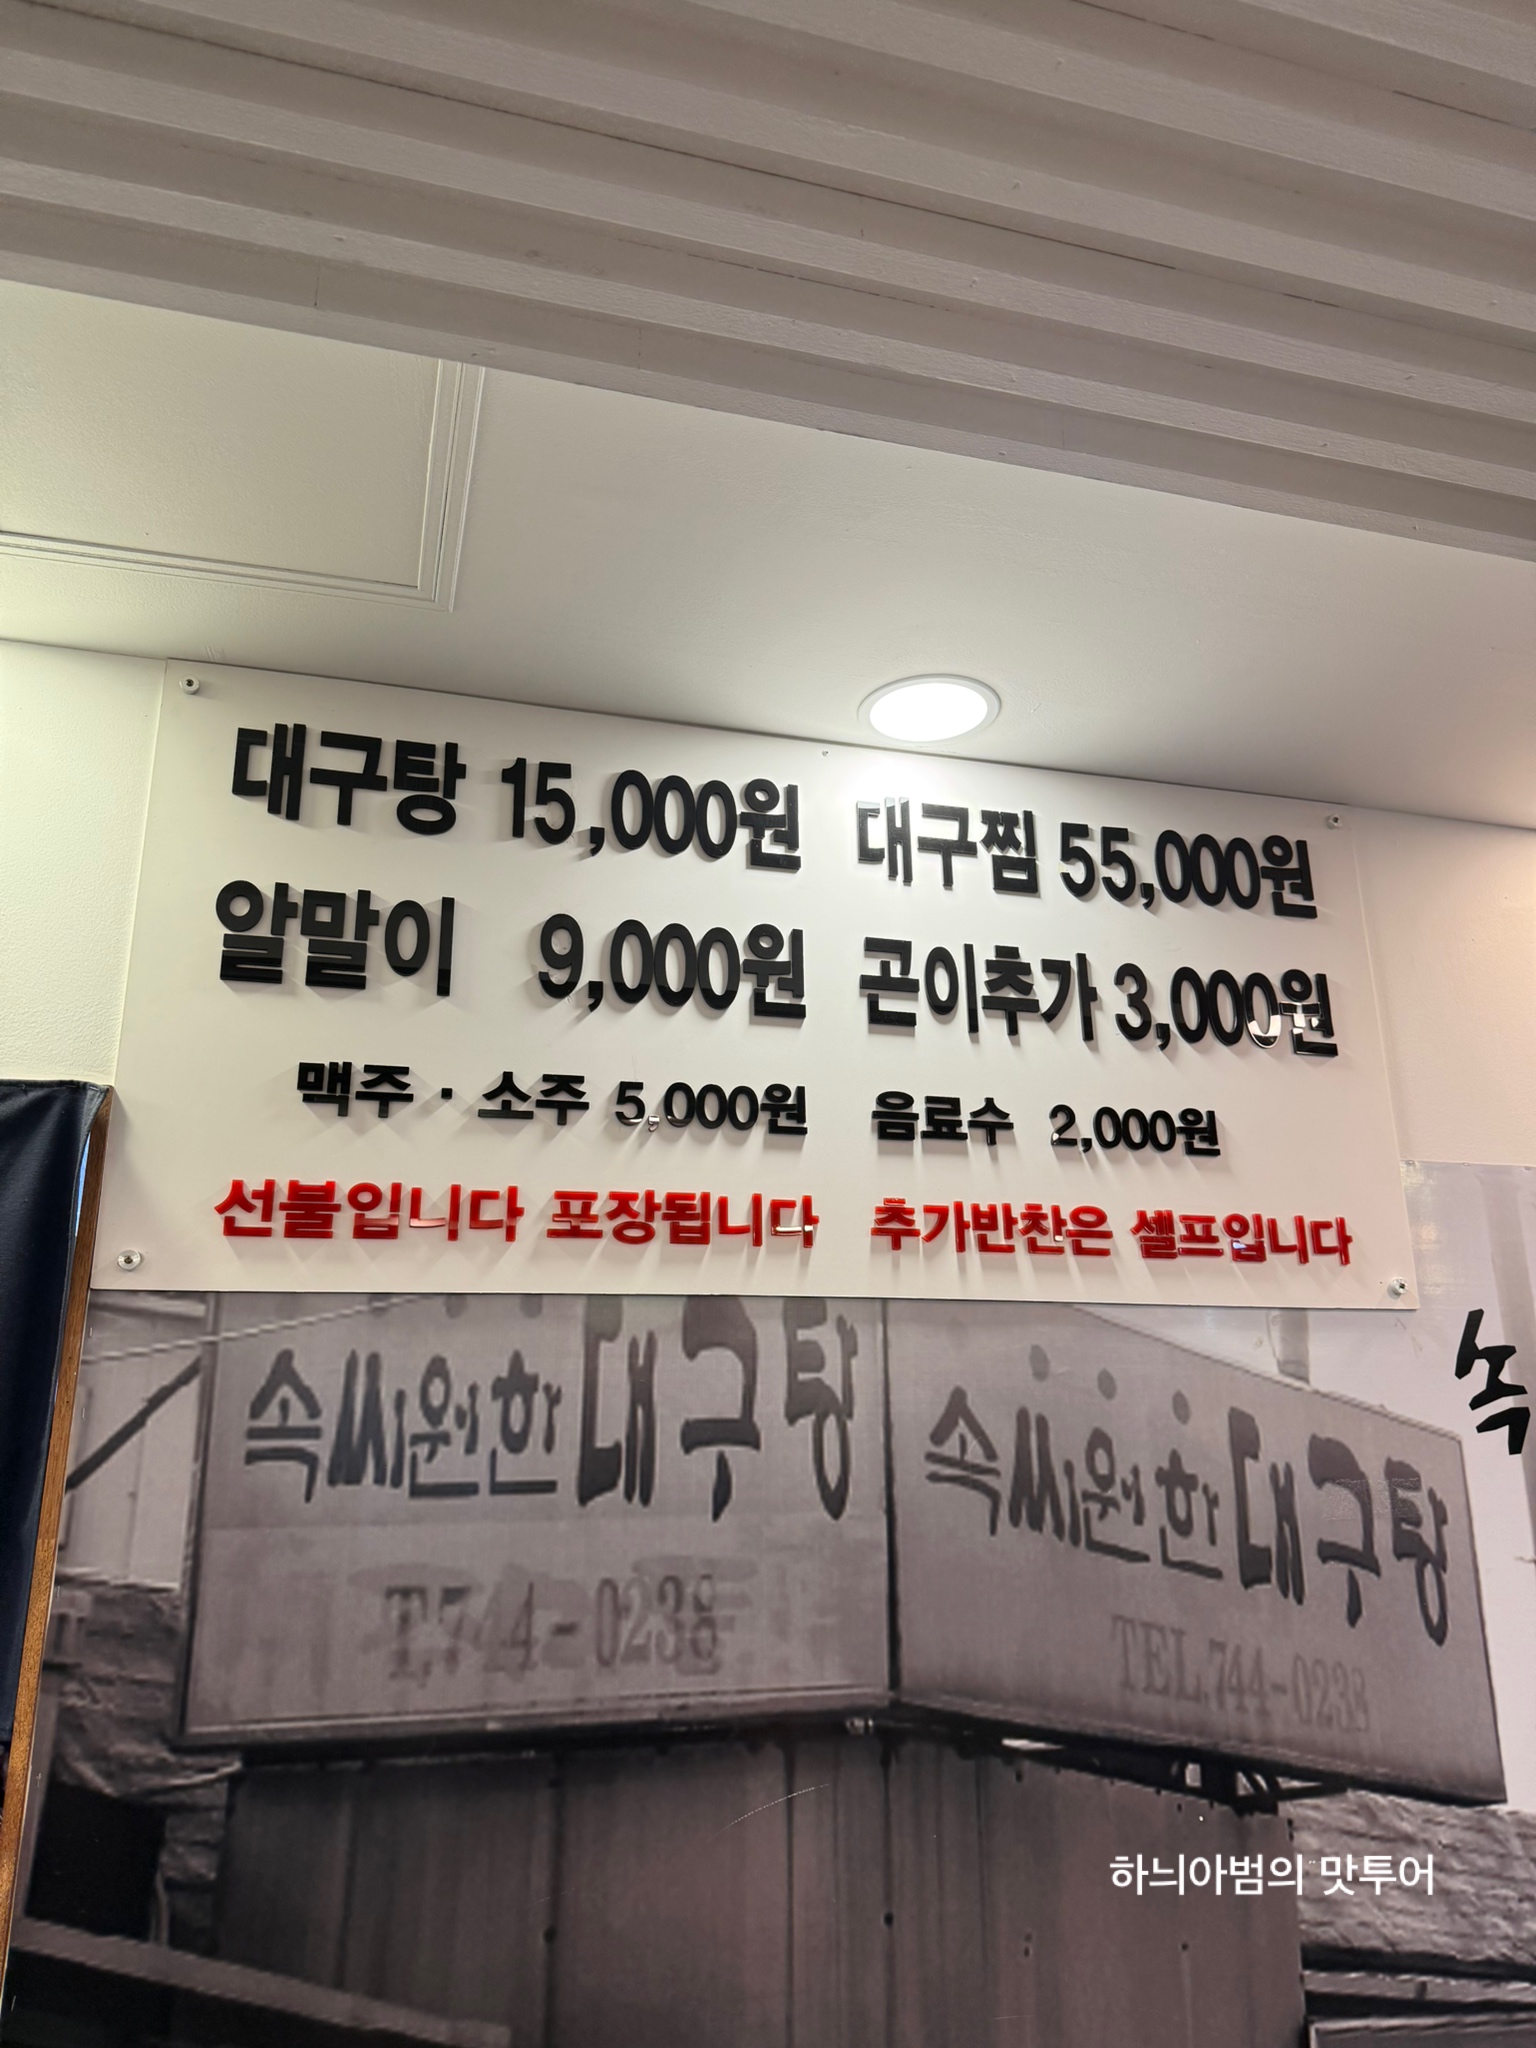 대구탕 15,000원 대구찜 55,000원
알말이 9,000원 곤이추가 3,000원
맥주 · 소주 5,000원 음료수 2,000원
선불입니다 포장됩니다 추가반찬은 셀프입니다
속씨원한대구탕
T.744-0238
속씨원한대구탕
TEL.744-0238
속
하늬아범의 맛투어